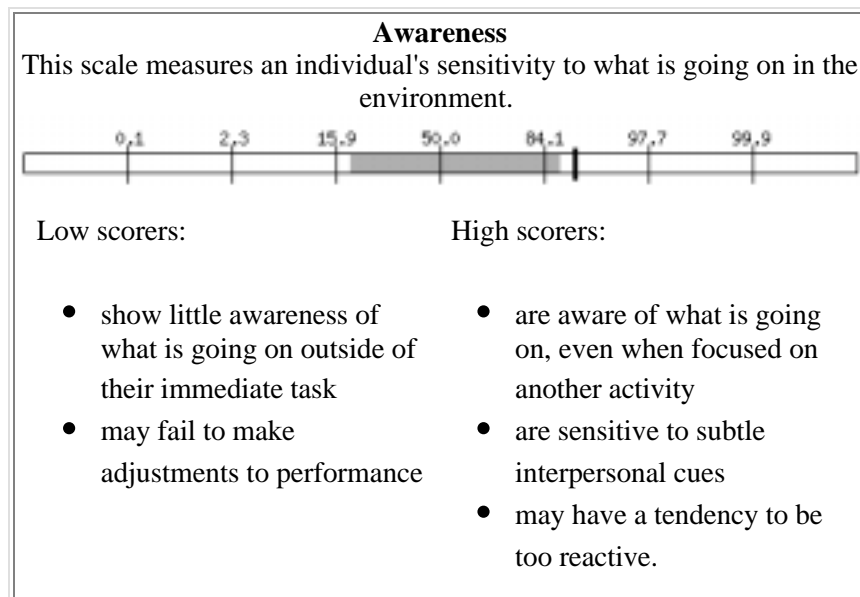 Awareness
This scale measures an individual's sensitivity to what is going on in the
environment.
0.1 2.3 15.9 50.0 84.1 97.7 99.9
Low scorers:
High scorers:
● show little awareness of
what is going on outside of
their immediate task
● may fail to make
adjustments to performance
● are aware of what is going
on, even when focused on
another activity
● are sensitive to subtle
interpersonal cues
● may have a tendency to be
too reactive.